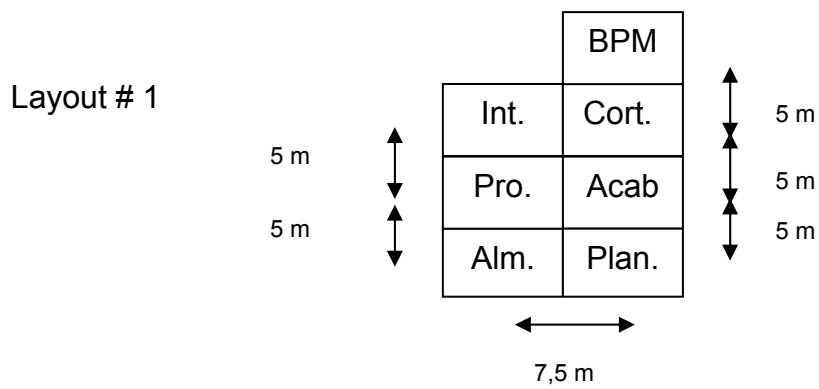 BPM
Layout # 1
Int. Cort.
5 m
5 m
Pro. Acab
5 m
5 m
Alm. Plan.
5 m
7,5 m